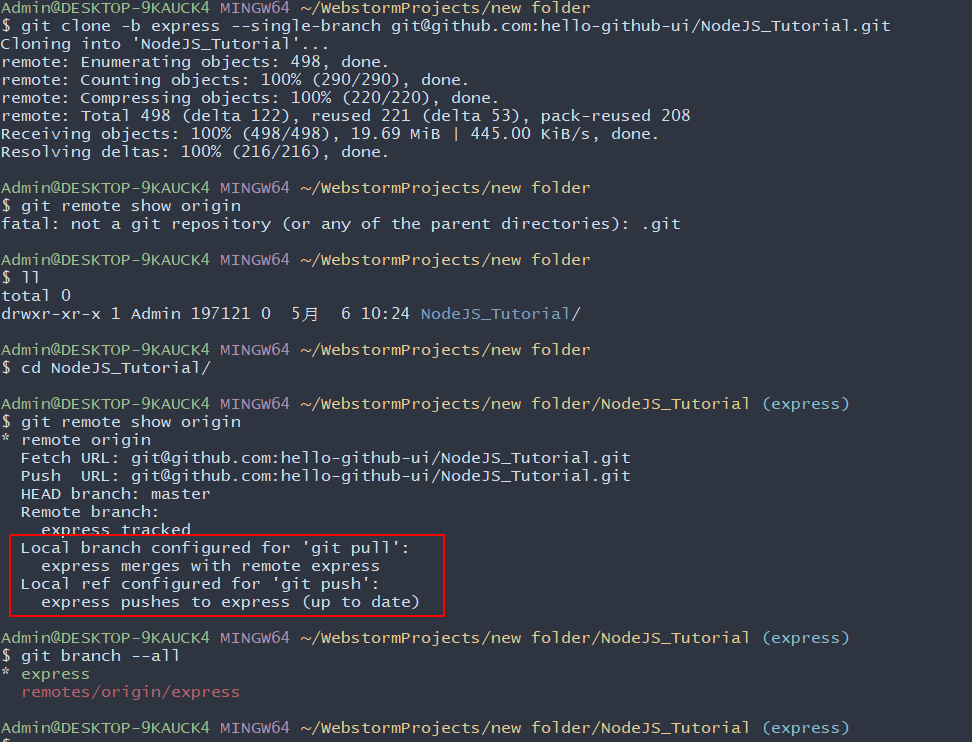 Admin@DESKTOP-9KAUCK4 MINGW64 ~/WebstormProjects/new folder
$ git clone -b express --single-branch git@github.com:hello-github-ui/NodeJS_Tutorial.git
Cloning into 'NodeJS_Tutorial'...
remote: Enumerating objects: 498, done.
remote: Counting objects: 100% (290/290), done.
remote: Compressing objects: 100% (220/220), done.
remote: Total 498 (delta 122), reused 221 (delta 53), pack-reused 208
Receiving objects: 100% (498/498), 19.69 MiB | 445.00 KiB/s, done.
Resolving deltas: 100% (216/216), done.
Admin@DESKTOP-9KAUCK4 MINGW64 ~/WebstormProjects/new folder
$ git remote show origin
fatal: not a git repository (or any of the parent directories): .git
Admin@DESKTOP-9KAUCK4 MINGW64 ~/WebstormProjects/new folder
$ ll
total 0
drwxr-xr-x 1 Admin 197121 0  5月  6 10:24 NodeJS_Tutorial/
Admin@DESKTOP-9KAUCK4 MINGW64 ~/WebstormProjects/new folder
$ cd NodeJS_Tutorial/
Admin@DESKTOP-9KAUCK4 MINGW64 ~/WebstormProjects/new folder/NodeJS_Tutorial (express)
$ git remote show origin
* remote origin
  Fetch URL: git@github.com:hello-github-ui/NodeJS_Tutorial.git
  Push  URL: git@github.com:hello-github-ui/NodeJS_Tutorial.git
  HEAD branch: master
  Remote branch:
    express tracked
  Local branch configured for 'git pull':
    express merges with remote express
  Local ref configured for 'git push':
    express pushes to express (up to date)
Admin@DESKTOP-9KAUCK4 MINGW64 ~/WebstormProjects/new folder/NodeJS_Tutorial (express)
$ git branch --all
* express
  remotes/origin/express
Admin@DESKTOP-9KAUCK4 MINGW64 ~/WebstormProjects/new folder/NodeJS_Tutorial (express)
$